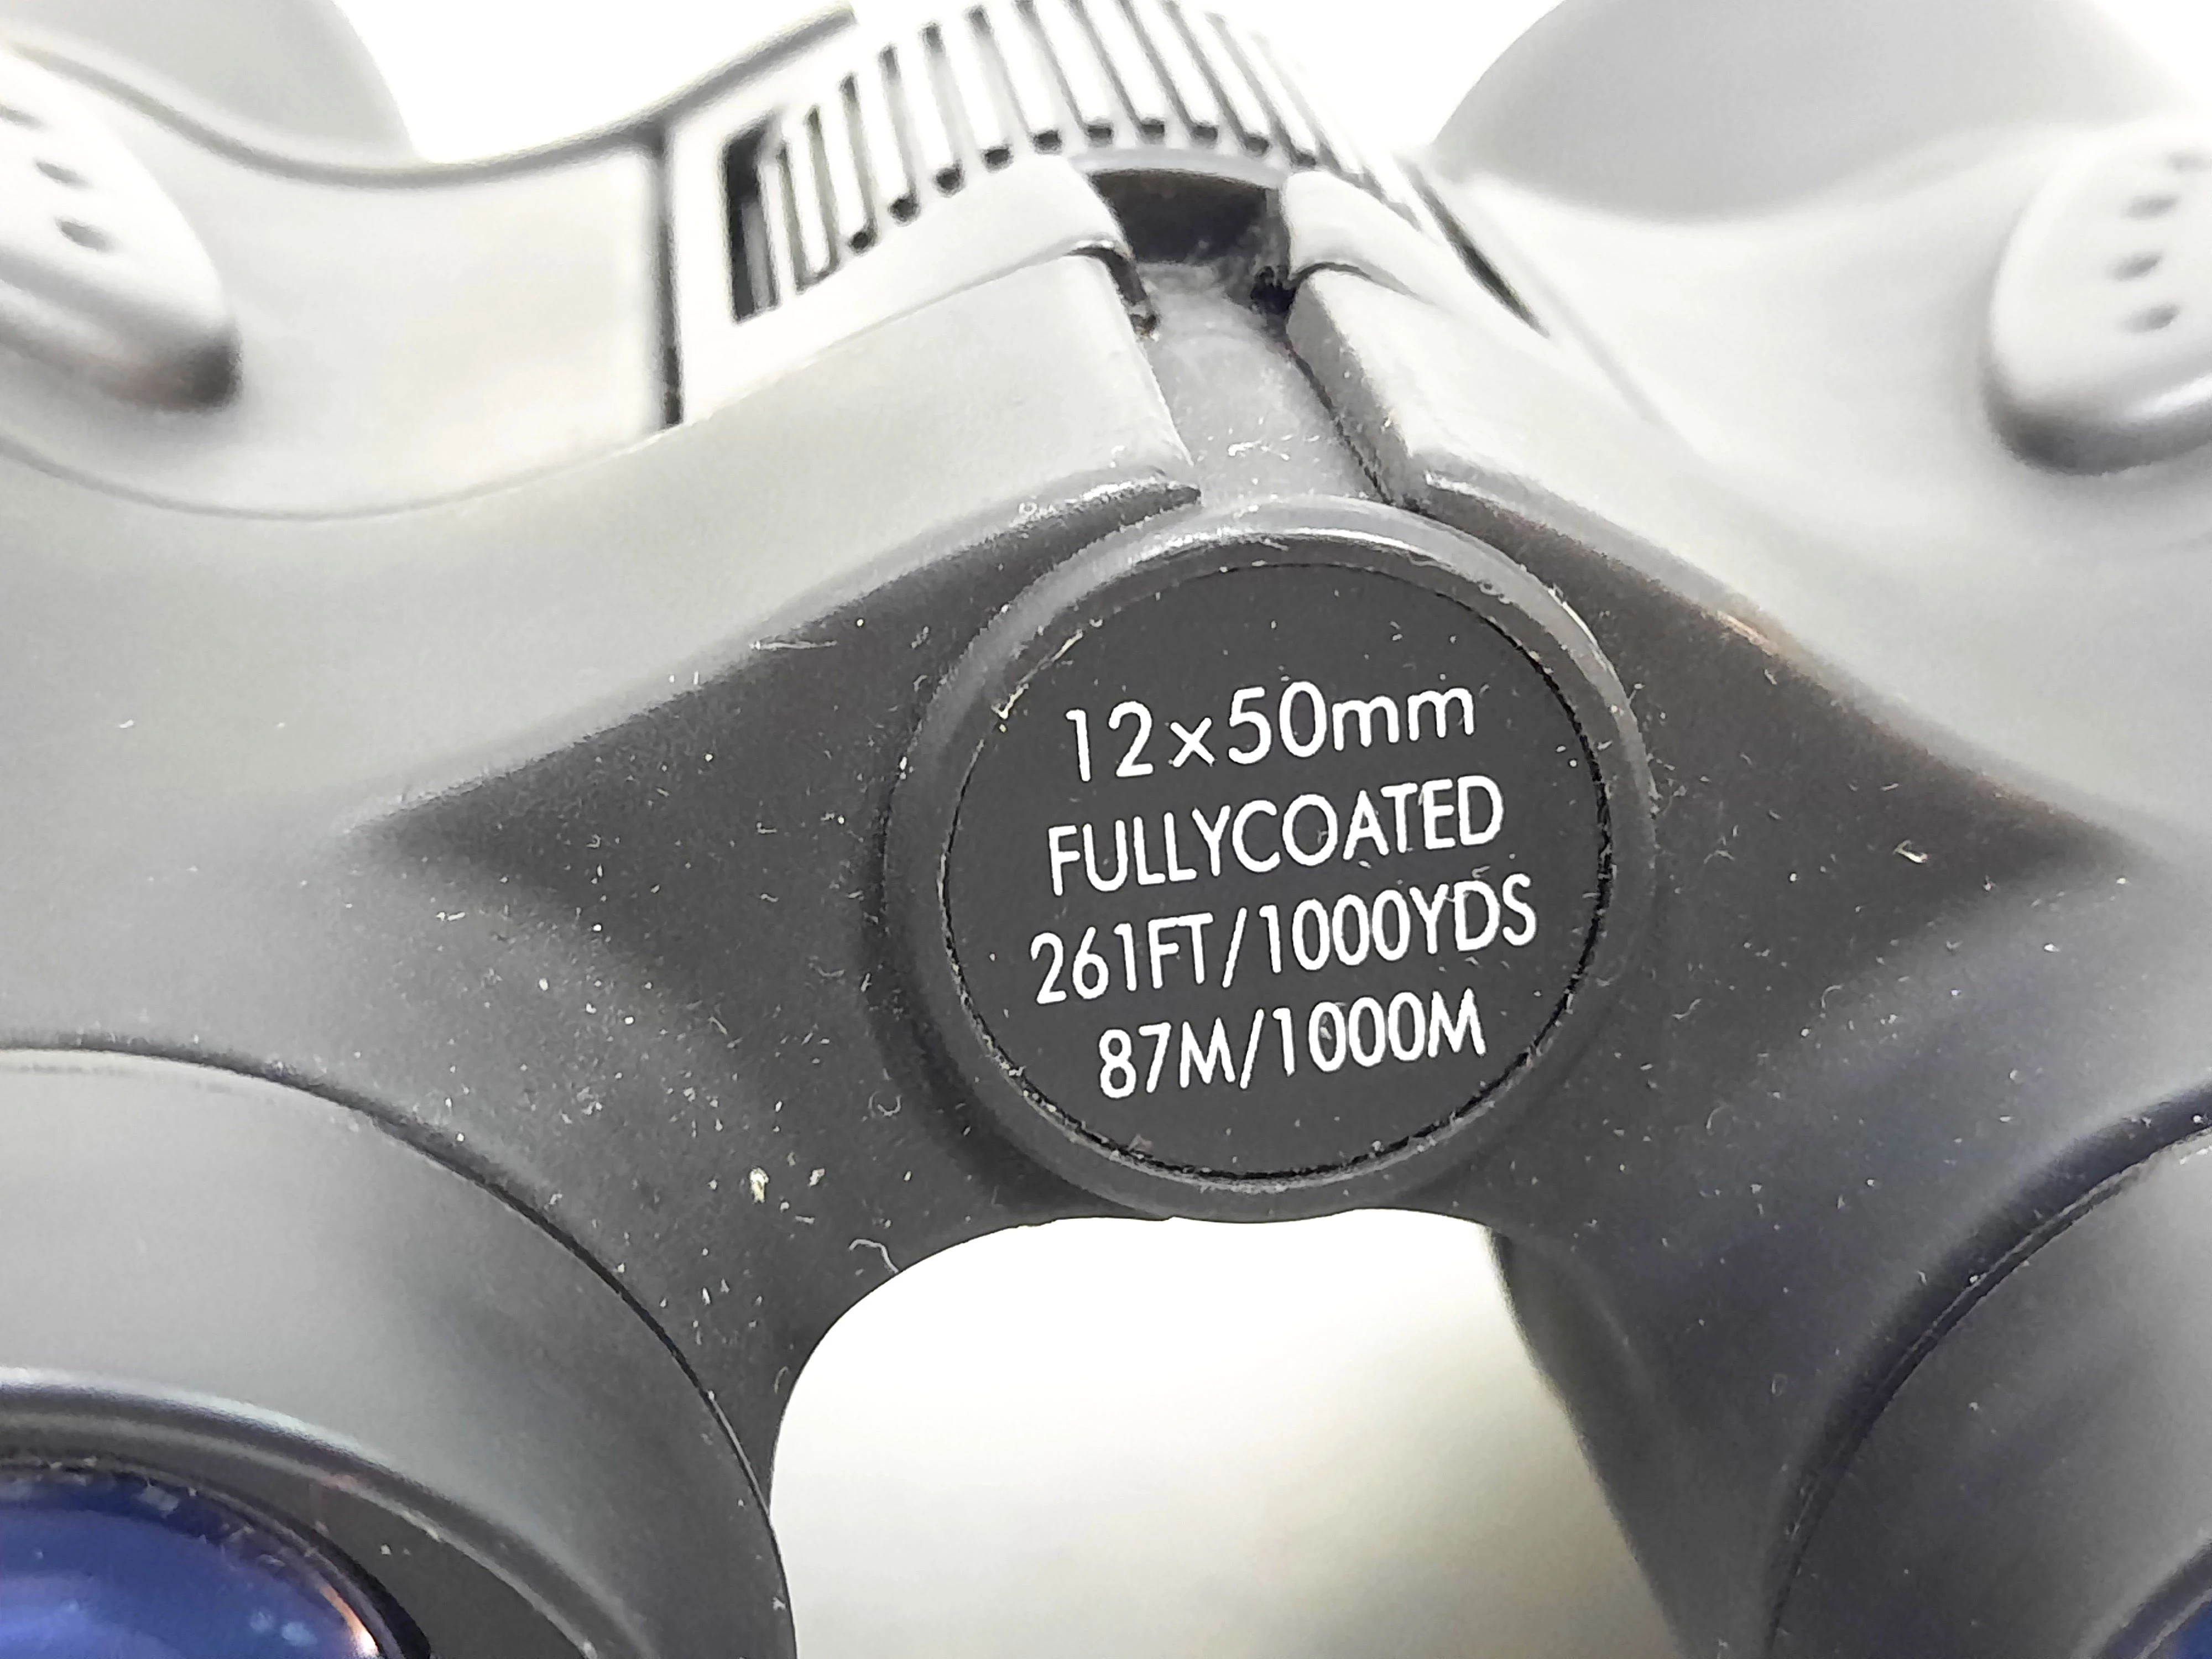 12×50mm
FULLYCOATED
261FT/1000YDS
87M/1000M